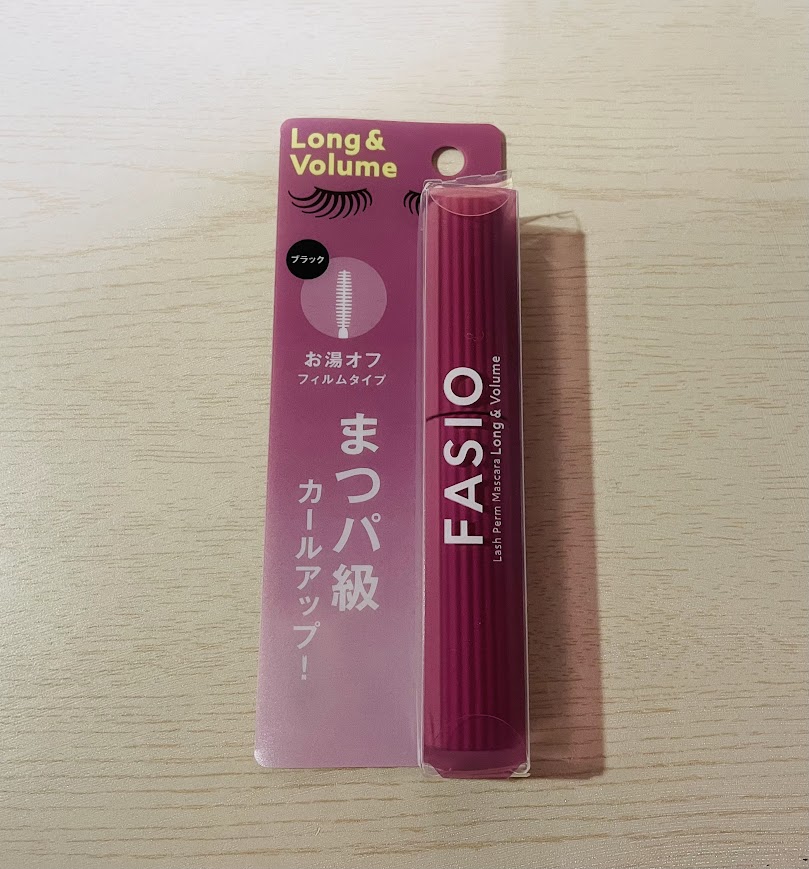 Long &
Volume
ブラック
お湯オフ
フィルムタイプ
まつパ級
カールアップ！
FASIO
Lash Perm Mascara Long & Volume